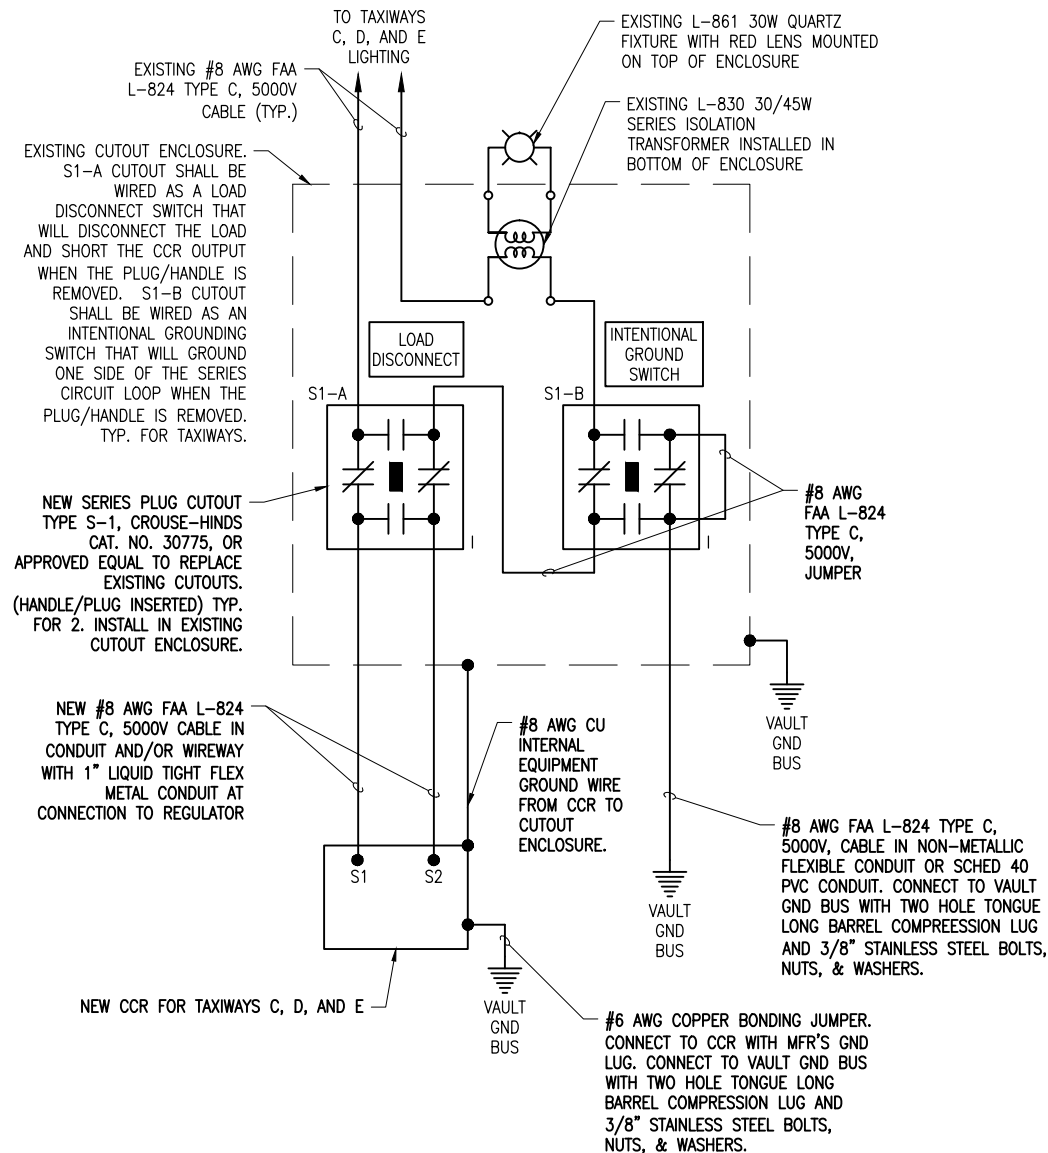 TO TAXIWAYS
C, D, AND E
LIGHTING
EXISTING #8 AWG FAA
L-824 TYPE C, 5000V
CABLE (TYP.)
EXISTING L-861 30W QUARTZ
FIXTURE WITH RED LENS MOUNTED
ON TOP OF ENCLOSURE
EXISTING L-830 30/45W
SERIES ISOLATION
TRANSFORMER INSTALLED IN
BOTTOM OF ENCLOSURE
EXISTING CUTOUT ENCLOSURE.
S1-A CUTOUT SHALL BE
WIRED AS A LOAD
DISCONNECT SWITCH THAT
WILL DISCONNECT THE LOAD
AND SHORT THE CCR OUTPUT
WHEN THE PLUG/HANDLE IS
REMOVED. S1-B CUTOUT
SHALL BE WIRED AS AN
INTENTIONAL GROUNDING
SWITCH THAT WILL GROUND
ONE SIDE OF THE SERIES
CIRCUIT LOOP WHEN THE
PLUG/HANDLE IS REMOVED.
TYP. FOR TAXIWAYS.
LOAD
DISCONNECT
INTENTIONAL
GROUND
SWITCH
S1-A
S1-B
I
I
NEW SERIES PLUG CUTOUT
TYPE S-1, CROUSE-HINDS
CAT. NO. 30775, OR
APPROVED EQUAL TO REPLACE
EXISTING CUTOUTS.
(HANDLE/PLUG INSERTED) TYP.
FOR 2. INSTALL IN EXISTING
CUTOUT ENCLOSURE.
#8 AWG
FAA L-824
TYPE C,
5000V,
JUMPER
VAULT
GND
BUS
NEW #8 AWG FAA L-824
TYPE C, 5000V CABLE IN
CONDUIT AND/OR WIREWAY
WITH 1" LIQUID TIGHT FLEX
METAL CONDUIT AT
CONNECTION TO REGULATOR
#8 AWG CU
INTERNAL
EQUIPMENT
GROUND WIRE
FROM CCR TO
CUTOUT
ENCLOSURE.
#8 AWG FAA L-824 TYPE C,
5000V, CABLE IN NON-METALLIC
FLEXIBLE CONDUIT OR SCHED 40
PVC CONDUIT. CONNECT TO VAULT
GND BUS WITH TWO HOLE TONGUE
LONG BARREL COMPREESSION LUG
AND 3/8" STAINLESS STEEL BOLTS,
NUTS, & WASHERS.
S1
S2
VAULT
GND
BUS
NEW CCR FOR TAXIWAYS C, D, AND E
VAULT
GND
BUS
#6 AWG COPPER BONDING JUMPER.
CONNECT TO CCR WITH MFR'S GND
LUG. CONNECT TO VAULT GND BUS
WITH TWO HOLE TONGUE LONG
BARREL COMPRESSION LUG AND
3/8" STAINLESS STEEL BOLTS,
NUTS, & WASHERS.